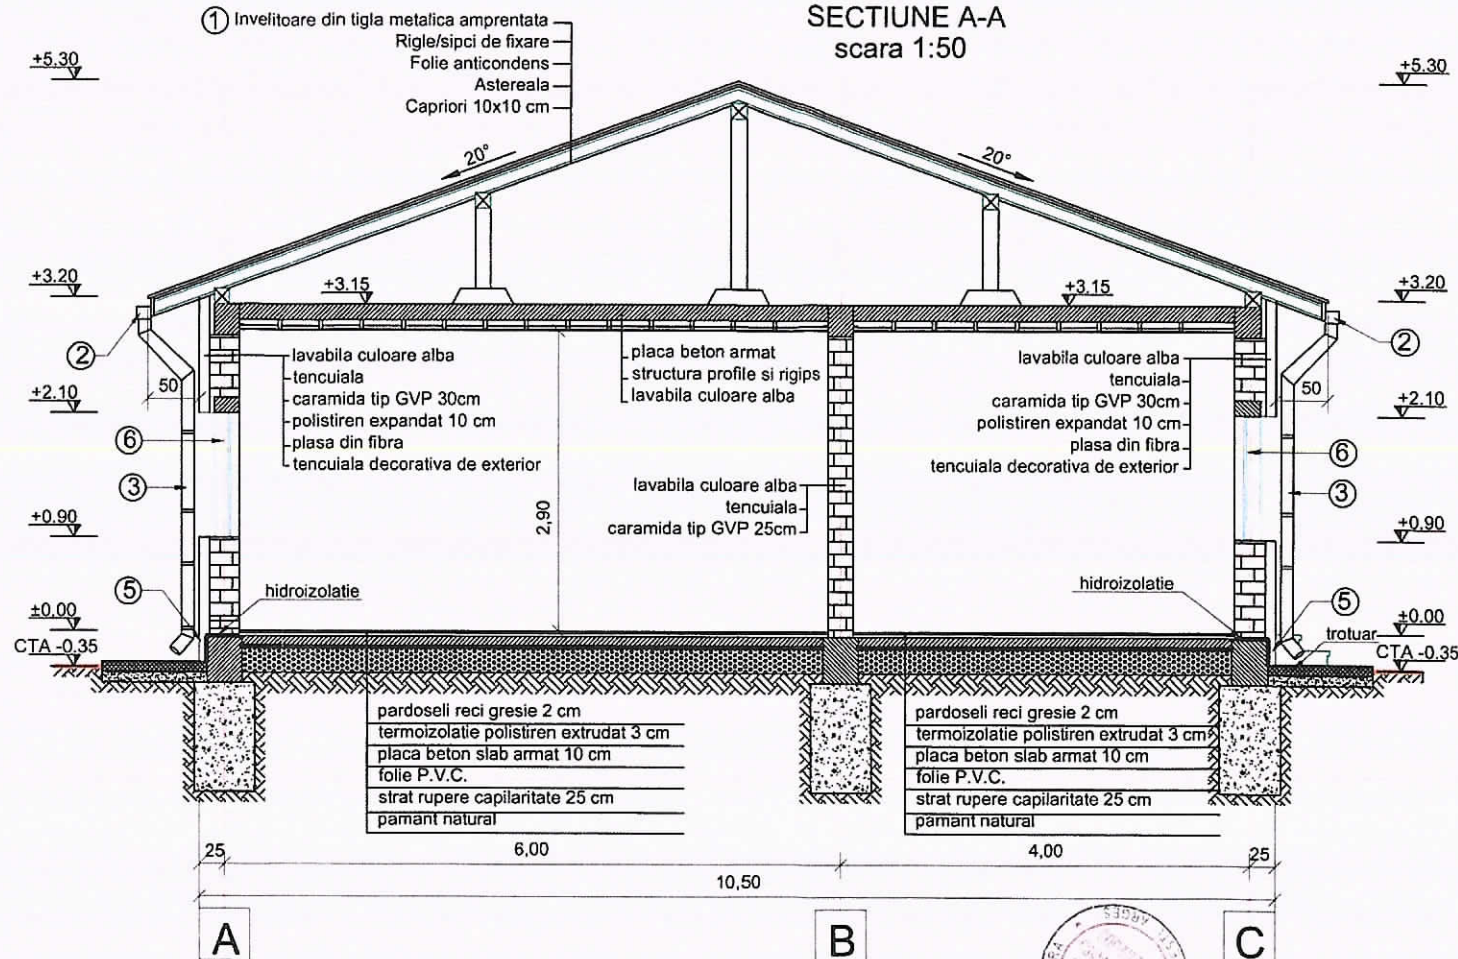 SECTIUNE A-A
scara 1:50
① Invelitoare din tigla metalica amprentata
Rigle/sipci de fixare
Folie anticondens
Astereala
Capriori 10x10 cm
+5.30
+5.30
20°
20°
+3.20
+3.15
+3.15
+3.20
②
②
lavabila culoare alba
tencuiala
caramida tip GVP 30cm
polistiren expandat 10 cm
plasa din fibra
tencuiala decorativa de exterior
placa beton armat
structura profile si rigips
lavabila culoare alba
lavabila culoare alba
tencuiala
caramida tip GVP 30cm
polistiren expandat 10 cm
plasa din fibra
tencuiala decorativa de exterior
50
50
+2.10
+2.10
⑥
⑥
③
③
lavabila culoare alba
tencuiala
caramida tip GVP 25cm
2,90
+0.90
+0.90
⑤
hidroizolatie
hidroizolatie
⑤
±0.00
±0.00
trotuar
CTA -0.35
CTA -0.35
pardoseli reci gresie 2 cm
termoizolatie polistiren extrudat 3 cm
placa beton slab armat 10 cm
folie P.V.C.
strat rupere capilaritate 25 cm
pamant natural
pardoseli reci gresie 2 cm
termoizolatie polistiren extrudat 3 cm
placa beton slab armat 10 cm
folie P.V.C.
strat rupere capilaritate 25 cm
pamant natural
25
6,00
4,00
25
10,50
A
B
C
ARGES